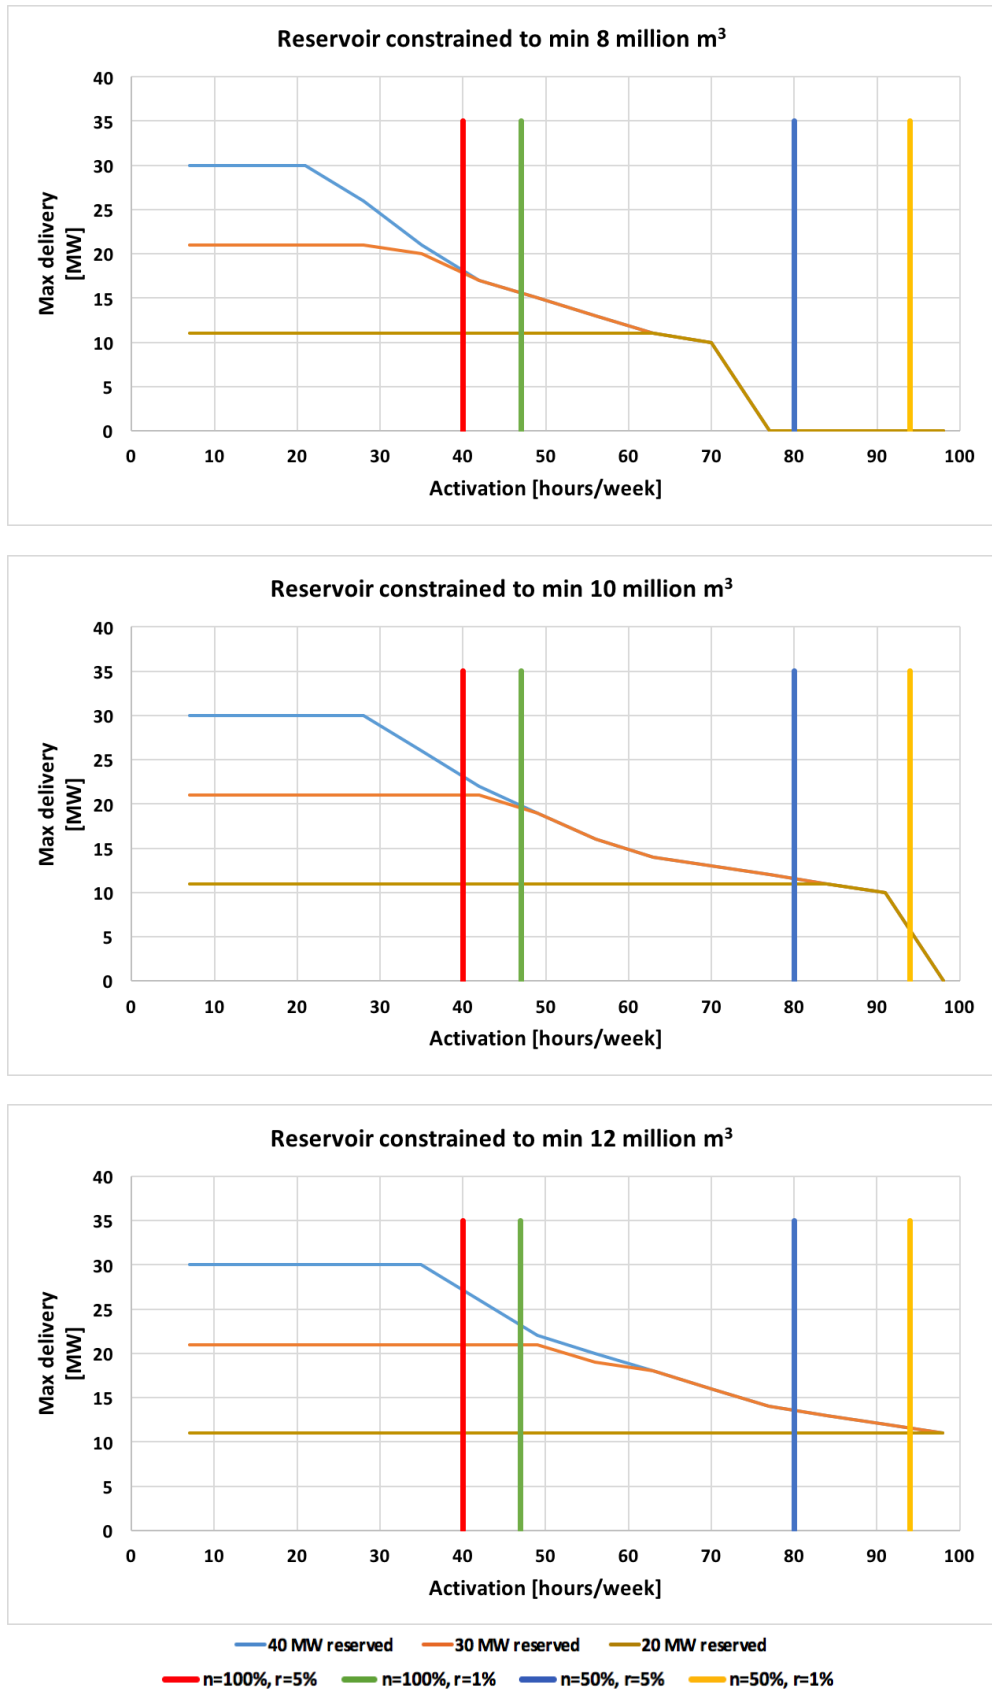 Reservoir constrained to min 8 million m³
40
35
30
25
20
15
10
5
0
Max delivery
[MW]
0 10 20 30 40 50 60 70 80 90 100
Activation [hours/week]
Reservoir constrained to min 10 million m³
40
35
30
25
20
15
10
5
0
Max delivery
[MW]
0 10 20 30 40 50 60 70 80 90 100
Activation [hours/week]
Reservoir constrained to min 12 million m³
40
35
30
25
20
15
10
5
0
Max delivery
[MW]
0 10 20 30 40 50 60 70 80 90 100
Activation [hours/week]
40 MW reserved 30 MW reserved 20 MW reserved
n=100%, r=5% n=100%, r=1% n=50%, r=5% n=50%, r=1%